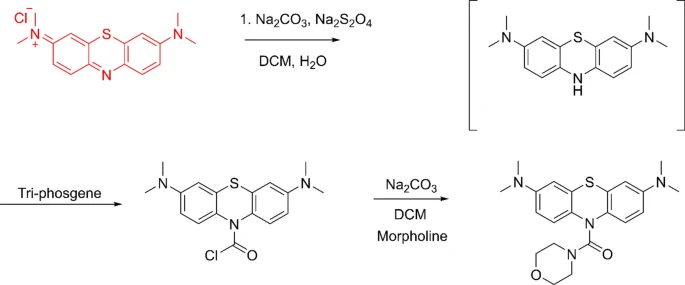 Cl−
N
+
S
N
N
1. Na2CO3, Na2S2O4
DCM, H2O
N
S
N
N
H
Tri-phosgene
N
S
N
N
Cl
O
Na2CO3
DCM
Morpholine
N
S
N
N
N
O
O